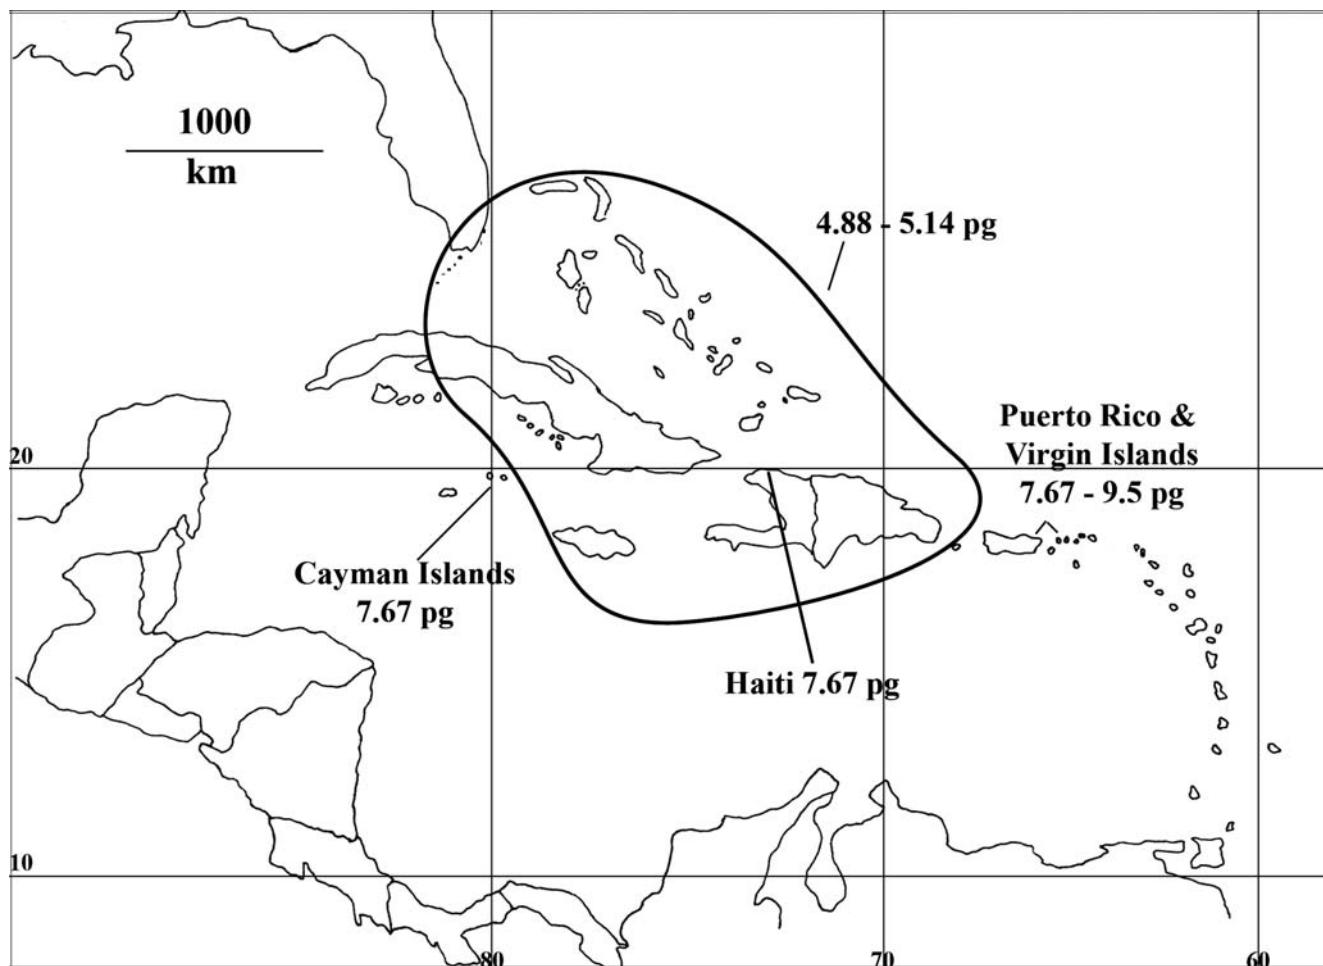 1000
km
4.88 - 5.14 pg
Puerto Rico &
Virgin Islands
7.67 - 9.5 pg
20
Cayman Islands
7.67 pg
Haiti 7.67 pg
10
80
70
60